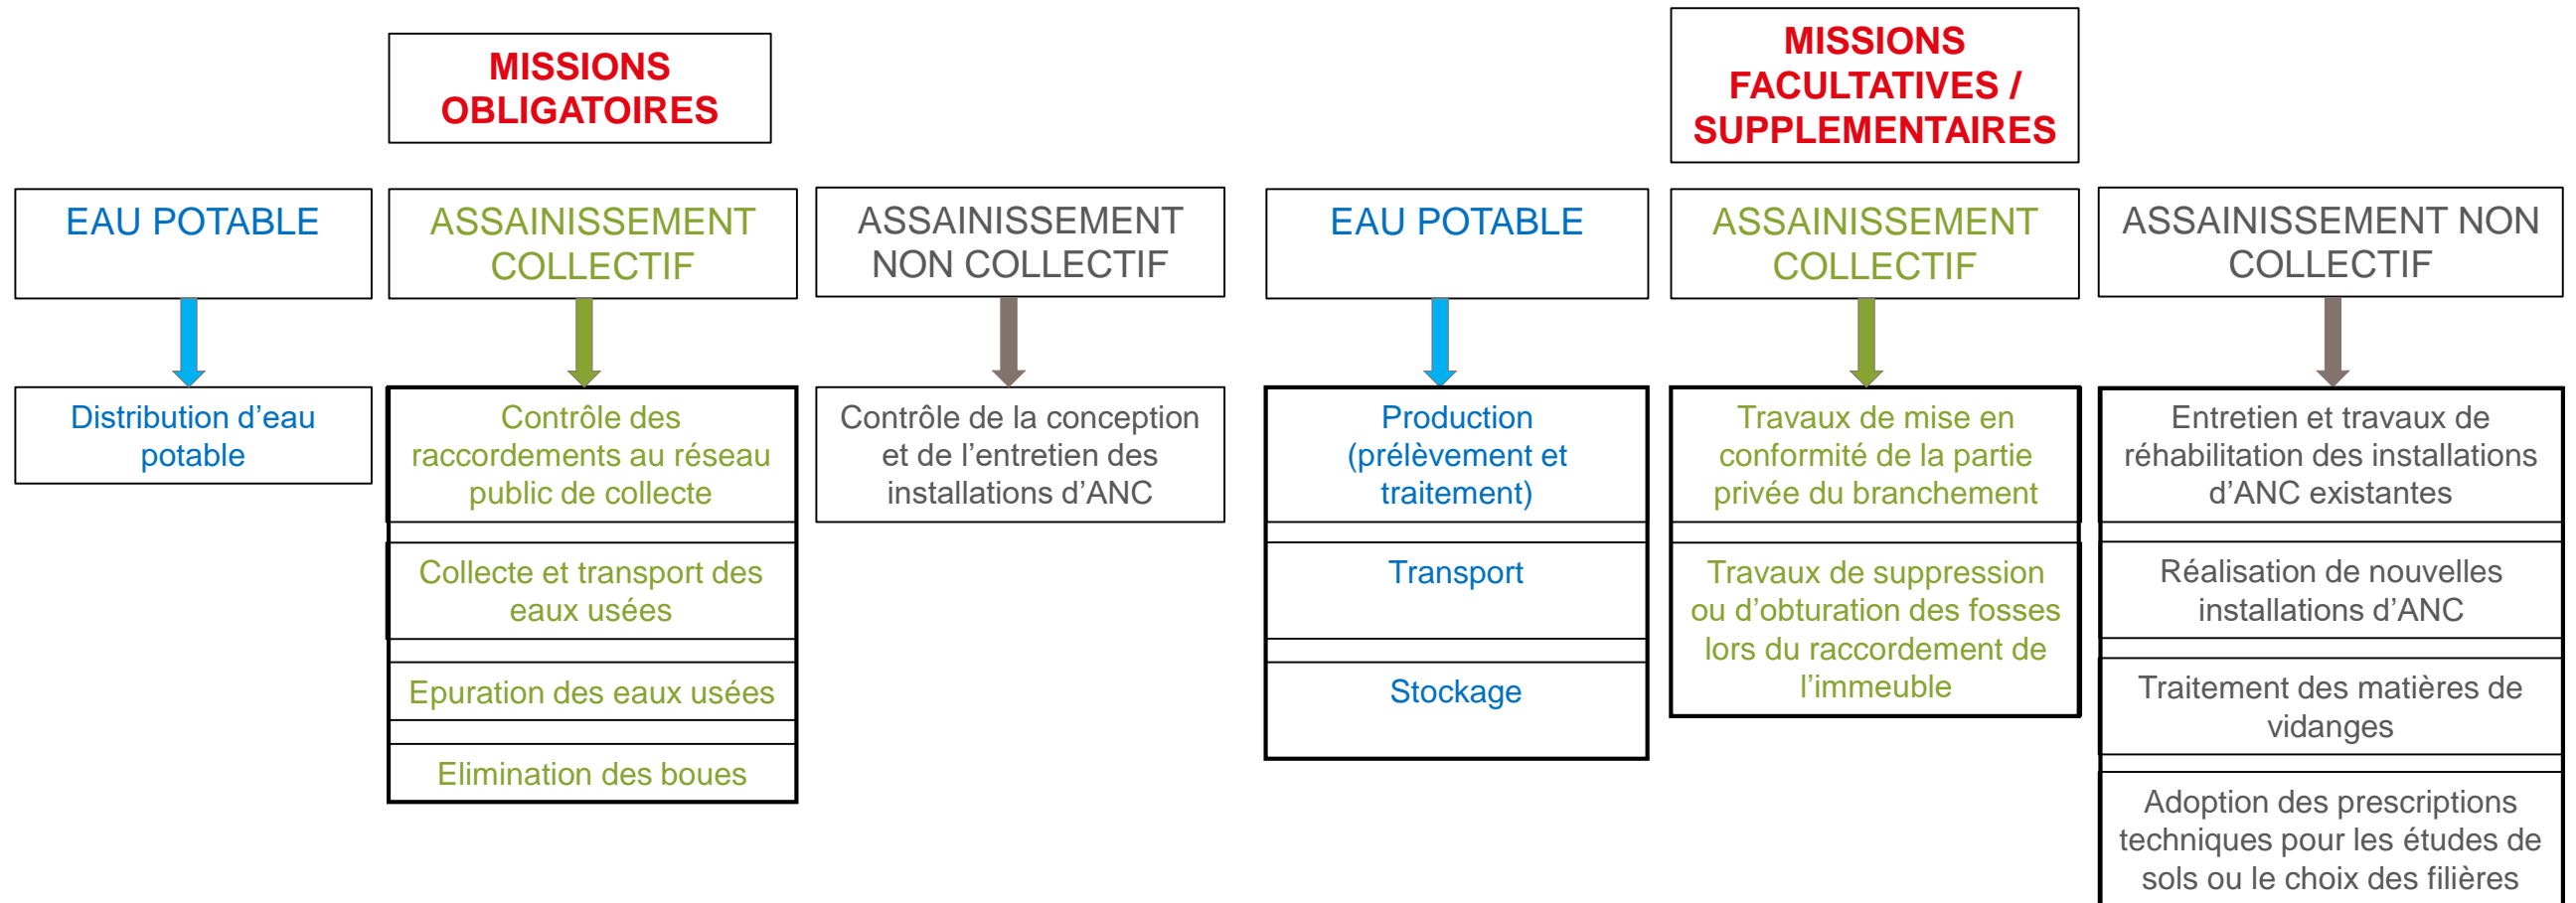 MISSIONS
OBLIGATOIRES
EAU POTABLE
ASSAINISSEMENT
COLLECTIF
ASSAINISSEMENT
NON COLLECTIF
Distribution d’eau
potable
Contrôle des
raccordements au réseau
public de collecte
Collecte et transport des
eaux usées
Epuration des eaux usées
Elimination des boues
Contrôle de la conception
et de l’entretien des
installations d’ANC
MISSIONS
FACULTATIVES /
SUPPLEMENTAIRES
EAU POTABLE
ASSAINISSEMENT
COLLECTIF
ASSAINISSEMENT NON
COLLECTIF
Production
(prélèvement et
traitement)
Transport
Stockage
Travaux de mise en
conformité de la partie
privée du branchement
Travaux de suppression
ou d’obturation des fosses
lors du raccordement de
l’immeuble
Entretien et travaux de
réhabilitation des installations
d’ANC existantes
Réalisation de nouvelles
installations d’ANC
Traitement des matières de
vidanges
Adoption des prescriptions
techniques pour les études de
sols ou le choix des filières